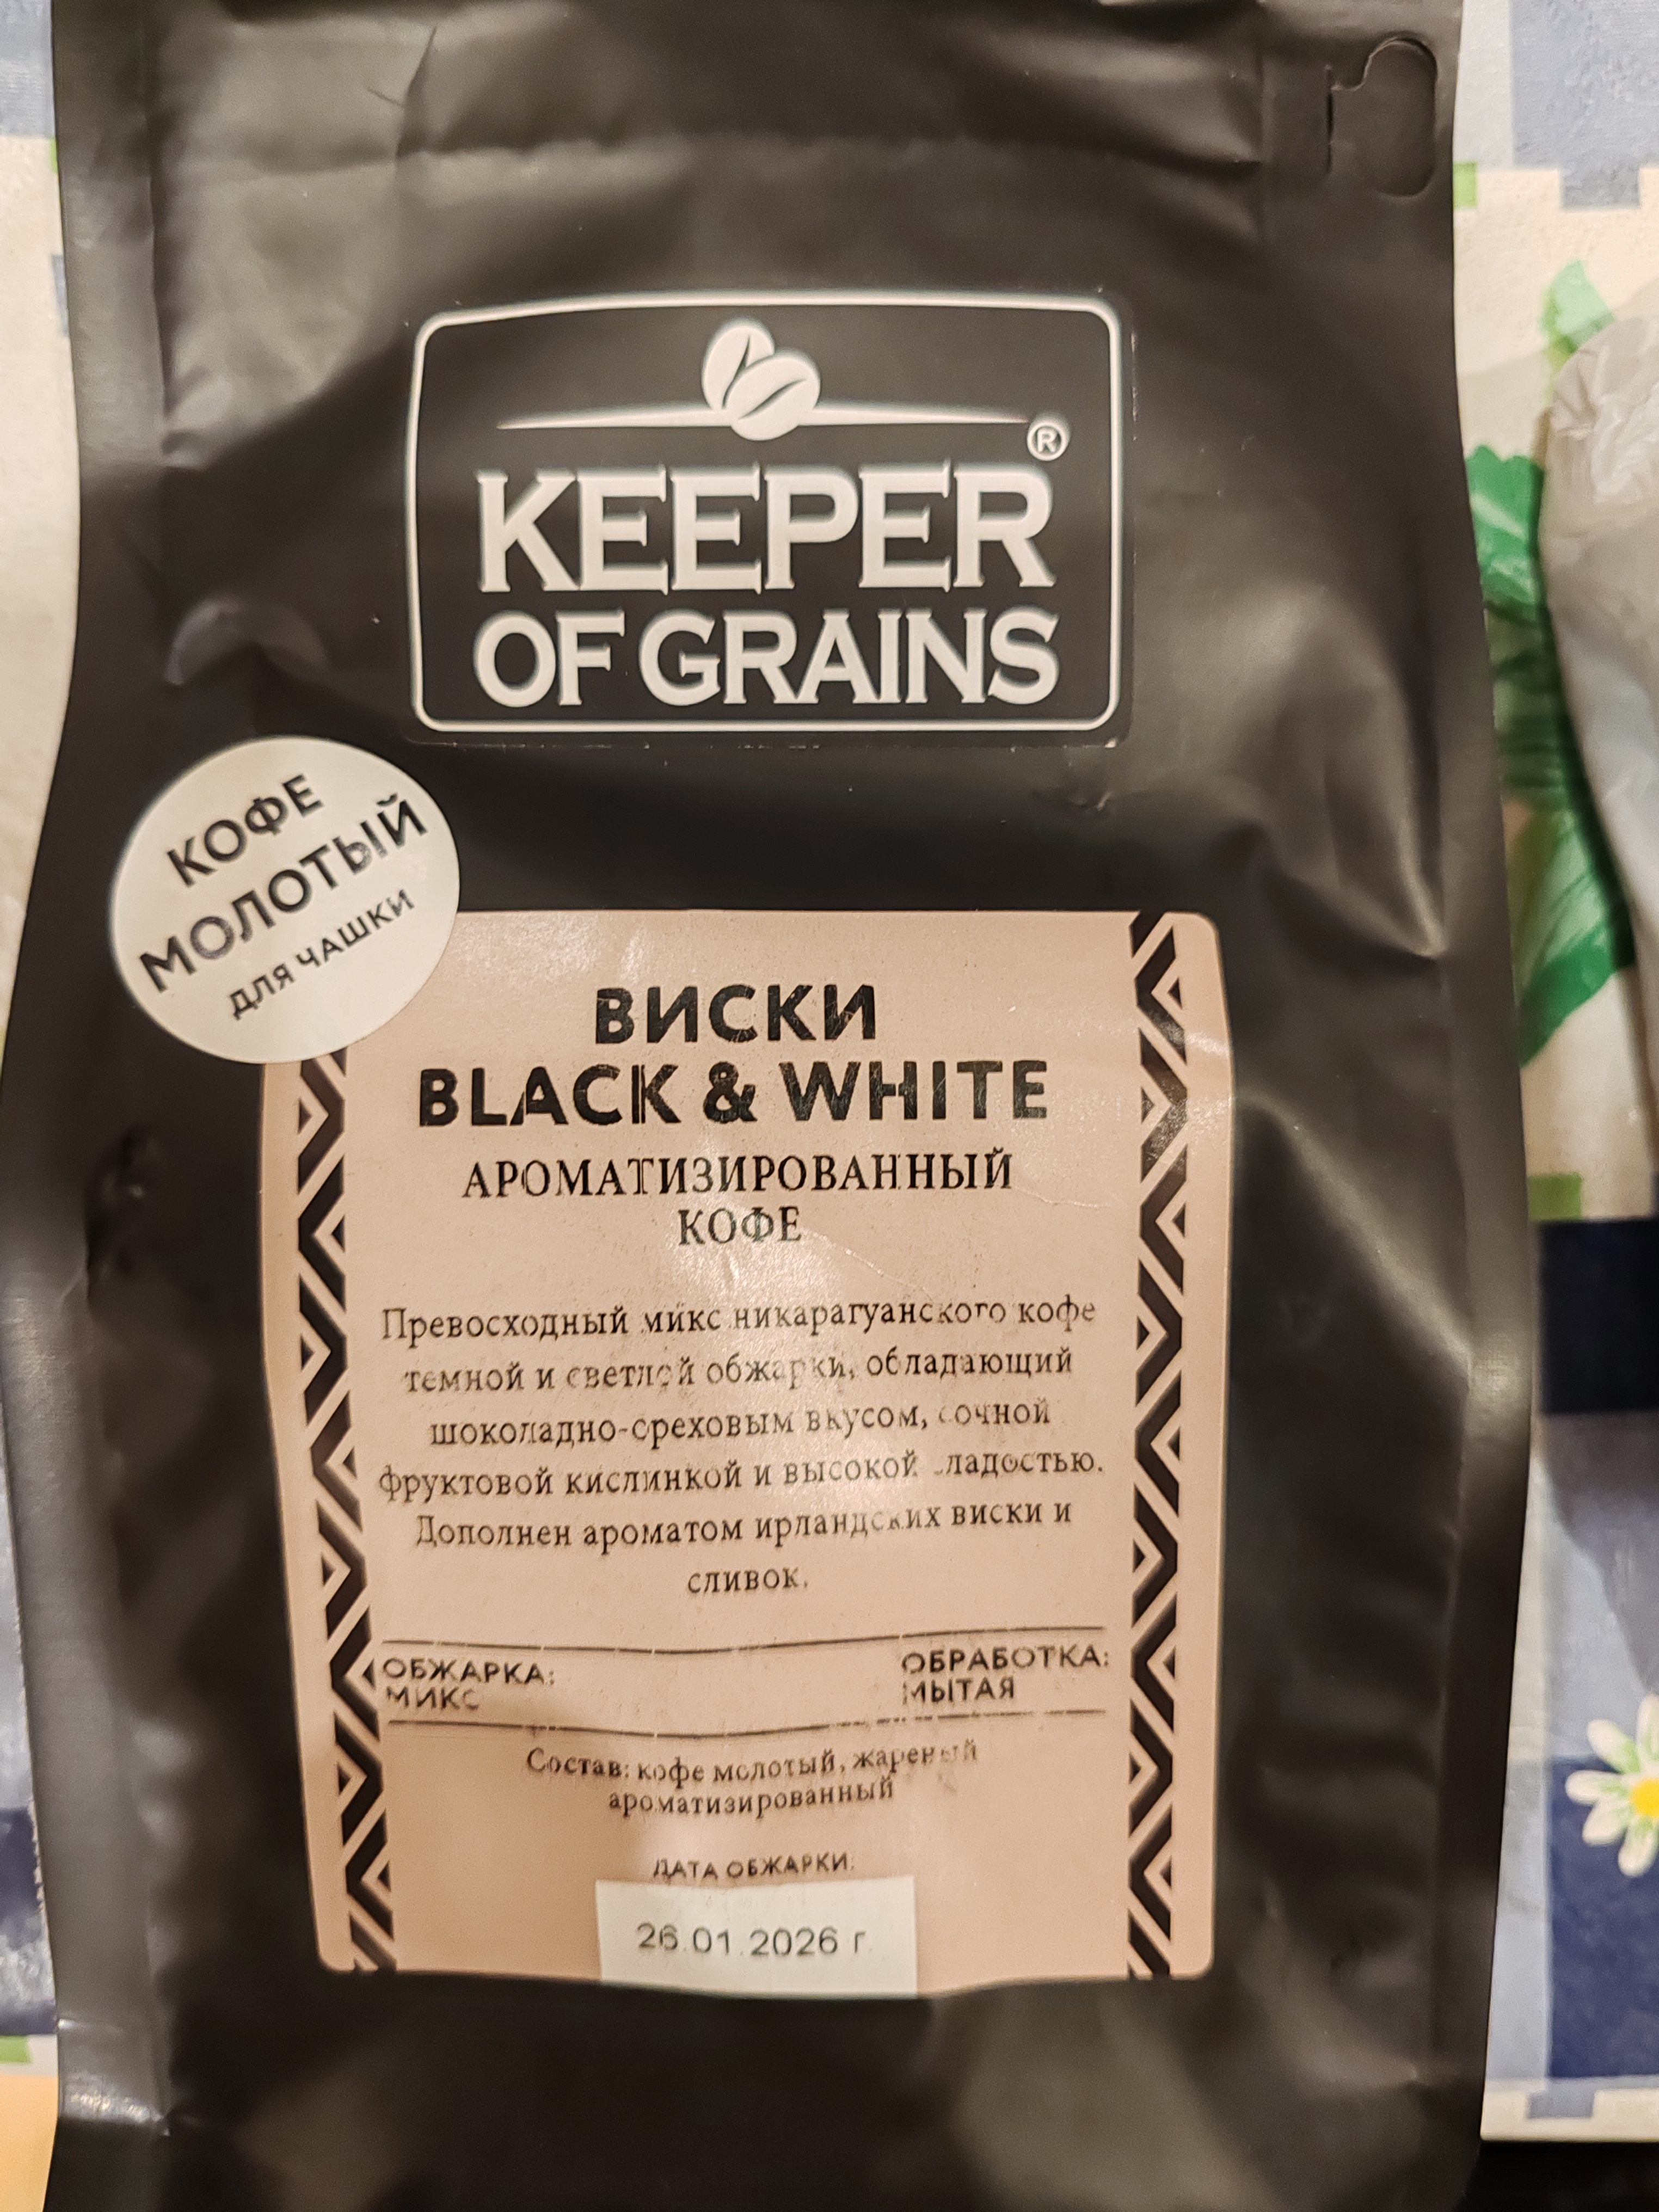 ®
KEEPER
OF GRAINS
КОФЕ
МОЛОТЫЙ
ДЛЯ ЧАШКИ
ВИСКИ
BLACK & WHITE
АРОМАТИЗИРОВАННЫЙ
КОФЕ
Превосходный микс никарагуанского кофе
темной и светлой обжарки, обладающий
шоколадно-ореховым вкусом, сочной
фруктовой кислинкой и высокой сладостью.
Дополнен ароматом ирландских виски и
сливок.
ОБЖАРКА:
МИКС
ОБРАБОТКА:
МЫТАЯ
Состав: кофе молотый, жареный
ароматизированный
ДАТА ОБЖАРКИ:
26.01.2026 г.